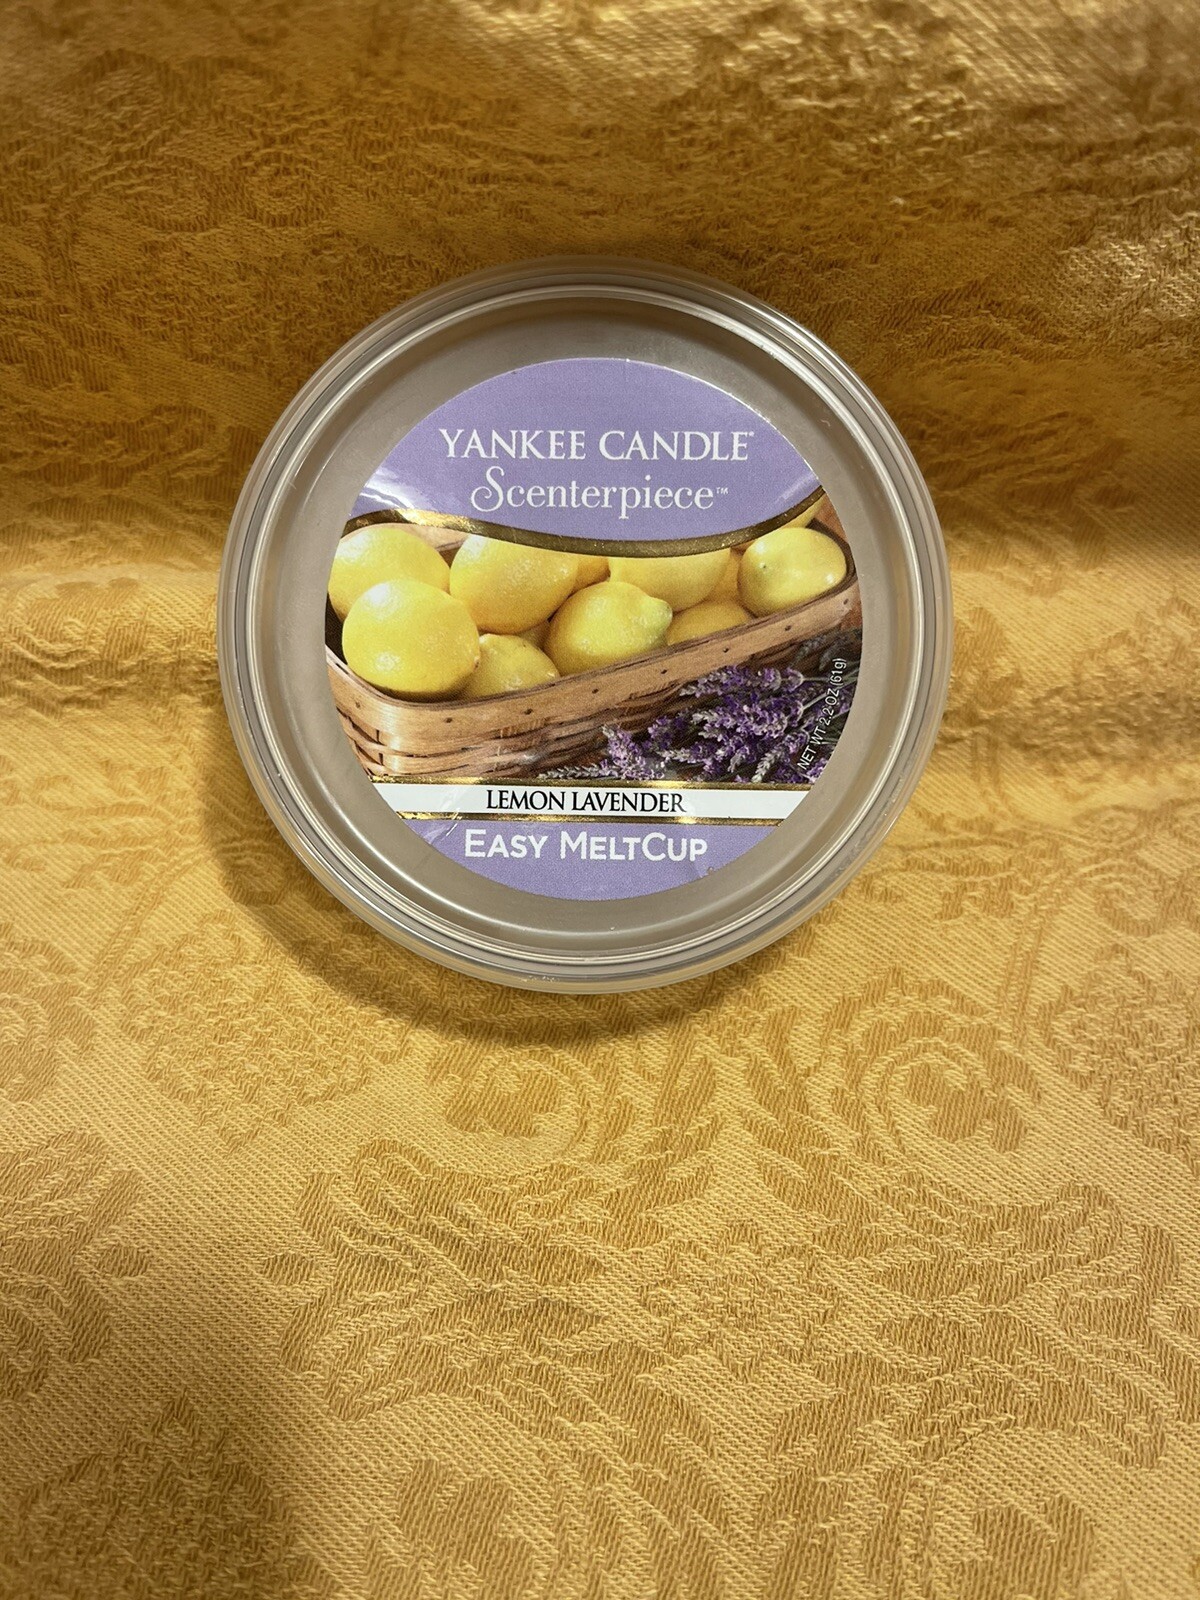 YANKEE CANDLE®
Scenterpiece™
NET WT 2.2 OZ (61g)
LEMON LAVENDER
EASY MELTCUP